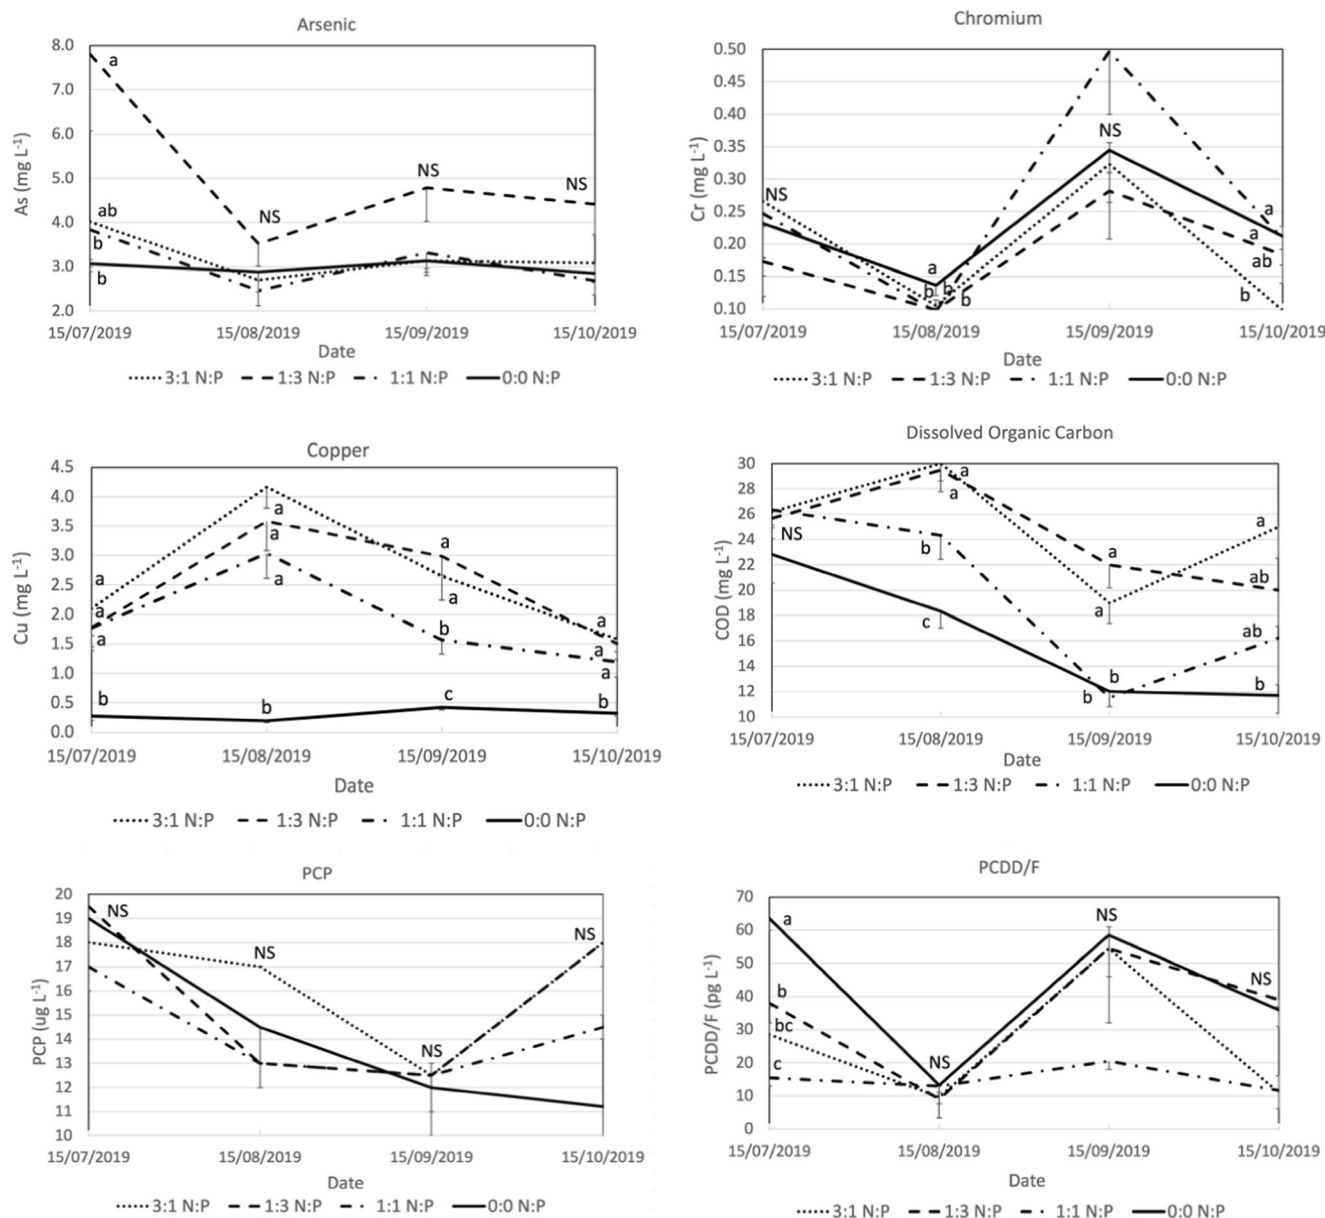 Arsenic
8.0
7.0
6.0
5.0
4.0
3.0
2.0
As (mg L-1)
a
ab
b
b
NS
NS
NS
15/07/2019 15/08/2019 15/09/2019 15/10/2019
Date
3:1 N:P 1:3 N:P 1:1 N:P 0:0 N:P
Chromium
0.50
0.45
0.40
0.35
0.30
0.25
0.20
0.15
0.10
Cr (mg L-1)
NS
a
b
b
b
NS
a
a
ab
b
15/07/2019 15/08/2019 15/09/2019 15/10/2019
Date
3:1 N:P 1:3 N:P 1:1 N:P 0:0 N:P
Copper
4.5
4.0
3.5
3.0
2.5
2.0
1.5
1.0
0.5
0.0
Cu (mg L-1)
a
a
a
b
a
a
a
b
a
a
b
c
a
a
a
b
15/07/2019 15/08/2019 15/09/2019 15/10/2019
Date
3:1 N:P 1:3 N:P 1:1 N:P 0:0 N:P
Dissolved Organic Carbon
30
28
26
24
22
20
18
16
14
12
10
COD (mg L-1)
NS
a
a
b
c
a
a
b
b
a
ab
ab
b
15/07/2019 15/08/2019 15/09/2019 15/10/2019
Date
3:1 N:P 1:3 N:P 1:1 N:P 0:0 N:P
PCP
20
19
18
17
16
15
14
13
12
11
10
PCP (ug L-1)
NS
NS
NS
NS
15/07/2019 15/08/2019 15/09/2019 15/10/2019
Date
3:1 N:P 1:3 N:P 1:1 N:P 0:0 N:P
PCDD/F
70
60
50
40
30
20
10
0
PCDD/F (pg L-1)
a
b
bc
c
NS
NS
NS
15/07/2019 15/08/2019 15/09/2019 15/10/2019
Date
3:1 N:P 1:3 N:P 1:1 N:P 0:0 N:P